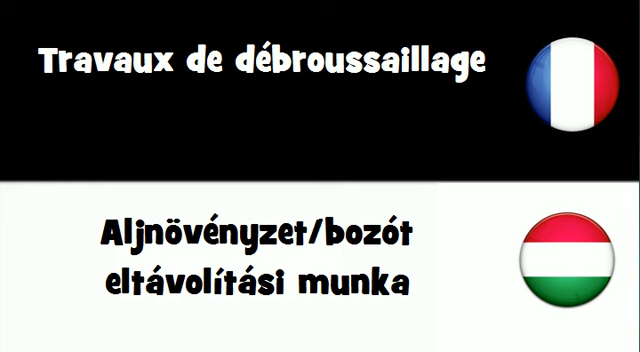 Travaux de débroussaillage
Aljnövényzet/bozót
eltávolítási munka